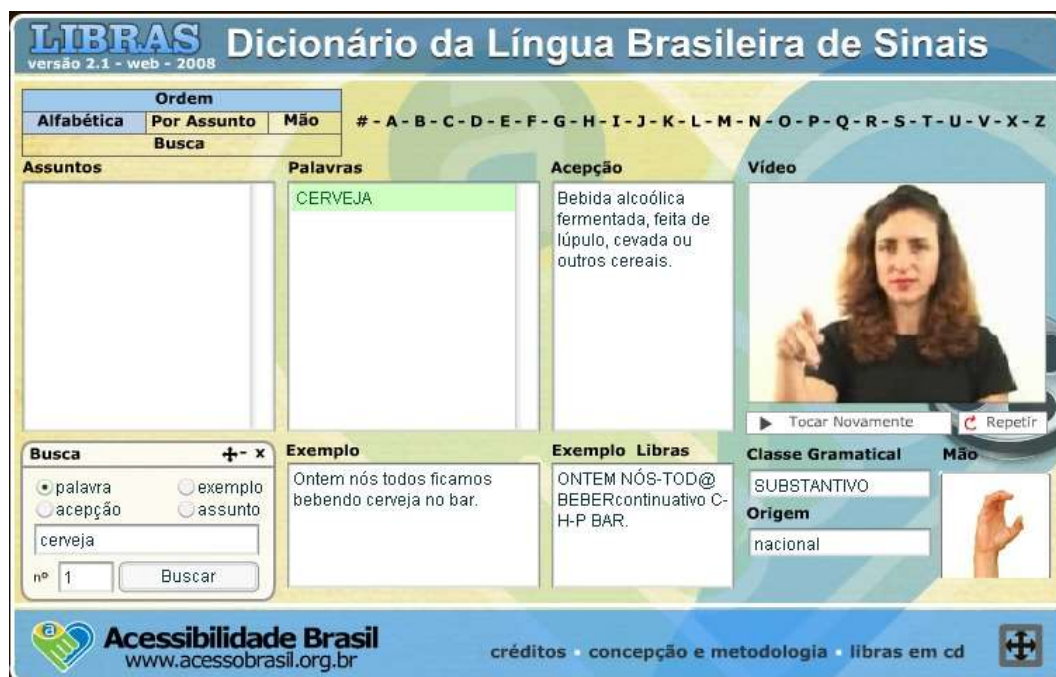 LIBRAS Dicionário da Língua Brasileira de Sinais
versão 2.1 - web - 2008
Ordem
Alfabética Por Assunto Mão
Busca
# - A - B - C - D - E - F - G - H - I - J - K - L - M - N - O - P - Q - R - S - T - U - V - X - Z
Assuntos
Palavras
CERVEJA
Acepção
Bebida alcoólica
fermentada, feita de
lúpulo, cevada ou
outros cereais.
Vídeo
Tocar Novamente
Repetir
Busca + - x
palavra
exemplo
acepção
assunto
cerveja
nº 1 Buscar
Exemplo
Ontem nós todos ficamos
bebendo cerveja no bar.
Exemplo Libras
ONTEM NÓS-TOD@
BEBERcontinuativo C-
H-P BAR.
Classe Gramatical
SUBSTANTIVO
Origem
nacional
Mão
a
Acessibilidade Brasil
www.acessobrasil.org.br
créditos • concepção e metodologia • libras em cd